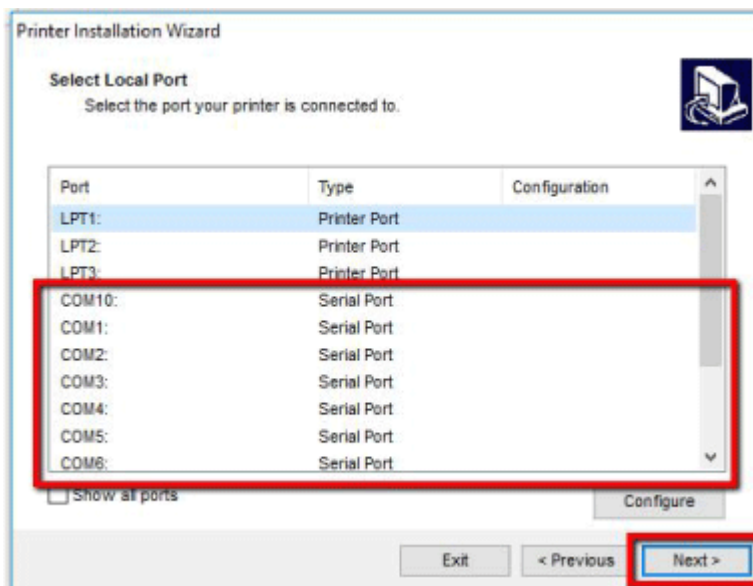 Printer Installation Wizard
Select Local Port
Select the port your printer is connected to.
Port Type Configuration
LPT1: Printer Port
LPT2: Printer Port
LPT3: Printer Port
COM10: Serial Port
COM1: Serial Port
COM2: Serial Port
COM3: Serial Port
COM4: Serial Port
COM5: Serial Port
COM6: Serial Port
Show all ports
Configure
Exit < Previous Next >